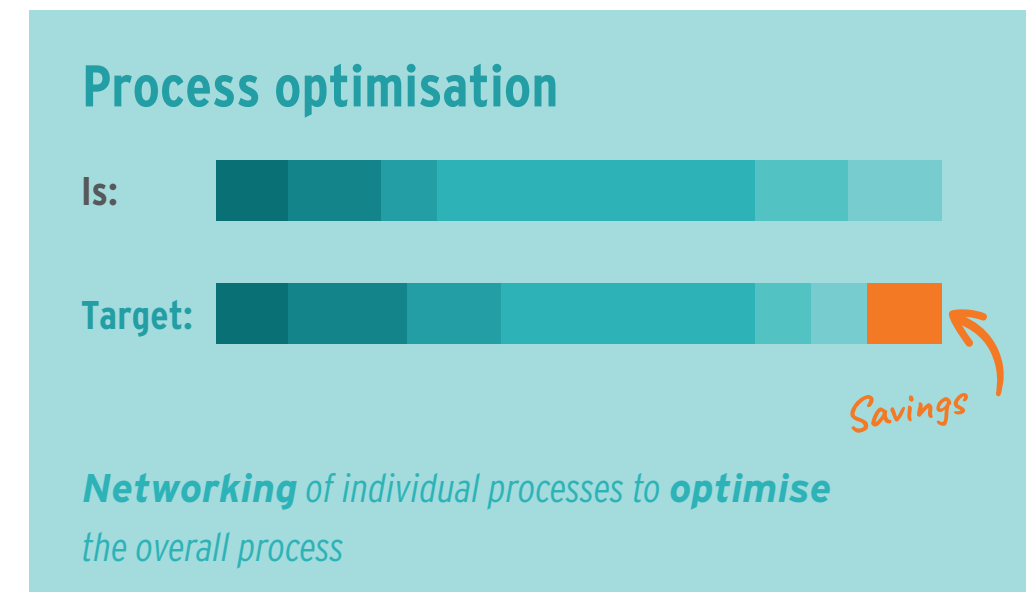 Process optimisation
Is:
Target:
Savings
Networking of individual processes to optimise
the overall process